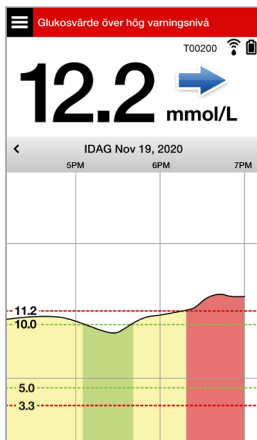 Glukosvärde över hög varningsnivå
T00200
12.2
mmol/L
< IDAG Nov 19, 2020
5PM 6PM 7PM
11.2
10.0
5.0
3.3